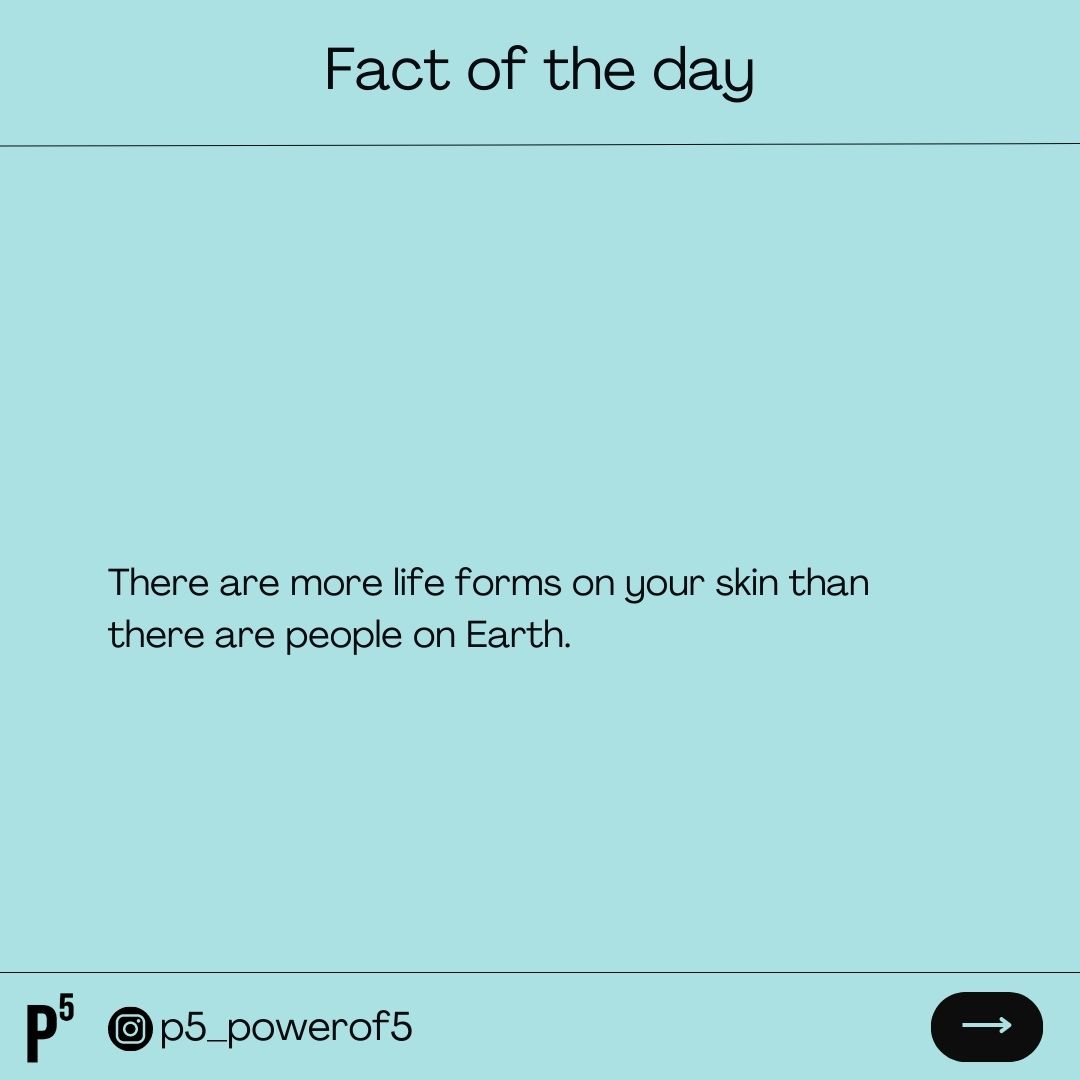 Fact of the day
There are more life forms on your skin than
there are people on Earth.
P⁵ p5_powerof5